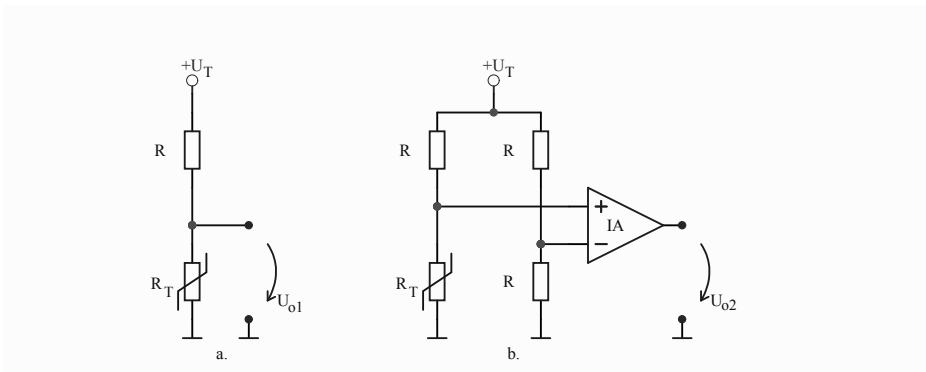 +U_T
R
R_T
U_o1
a.
+U_T
R
R
+
IA
−
R_T
R
U_o2
b.